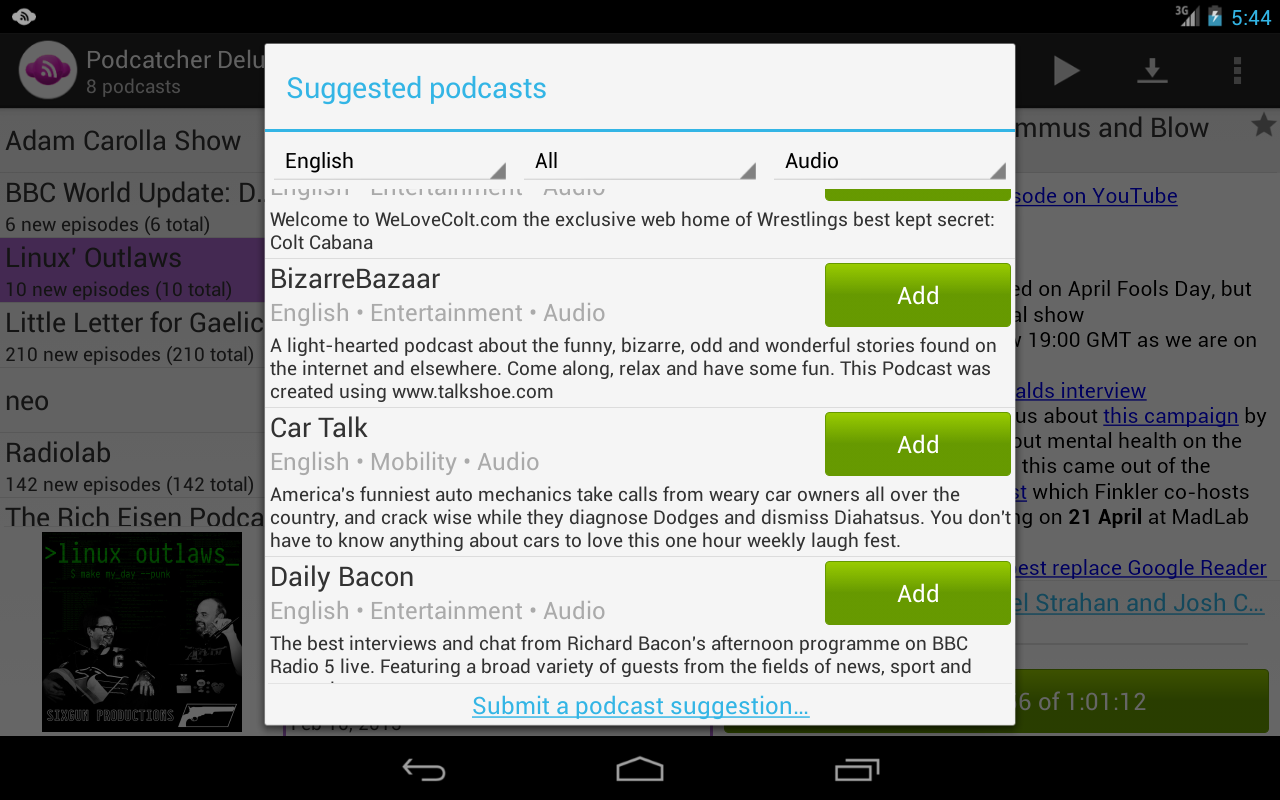 3G 5:44
Podcatcher Delu
8 podcasts
Adam Carolla Show
BBC World Update: D...
6 new episodes (6 total)
Linux' Outlaws
10 new episodes (10 total)
Little Letter for Gaelic
210 new episodes (210 total)
neo
Radiolab
142 new episodes (142 total)
The Rich Eisen Podca
>linux outlaws_
$ make my_day --punk
SIXGUN PRODUCTIONS
Suggested podcasts
English All Audio
English • Entertainment • Audio
Welcome to WeLoveColt.com the exclusive web home of Wrestlings best kept secret:
Colt Cabana
BizarreBazaar
Add
English • Entertainment • Audio
A light-hearted podcast about the funny, bizarre, odd and wonderful stories found on
the internet and elsewhere. Come along, relax and have some fun. This Podcast was
created using www.talkshoe.com
Car Talk
Add
English • Mobility • Audio
America's funniest auto mechanics take calls from weary car owners all over the
country, and crack wise while they diagnose Dodges and dismiss Diahatsus. You don't
have to know anything about cars to love this one hour weekly laugh fest.
Daily Bacon
Add
English • Entertainment • Audio
The best interviews and chat from Richard Bacon's afternoon programme on BBC
Radio 5 live. Featuring a broad variety of guests from the fields of news, sport and
Submit a podcast suggestion...
mmus and Blow
sode on YouTube
ed on April Fools Day, but
al show
19:00 GMT as we are on
alds interview
us about this campaign by
out mental health on the
this came out of the
st which Finkler co-hosts
ng on 21 April at MadLab
est replace Google Reader
el Strahan and Josh C...
6 of 1:01:12